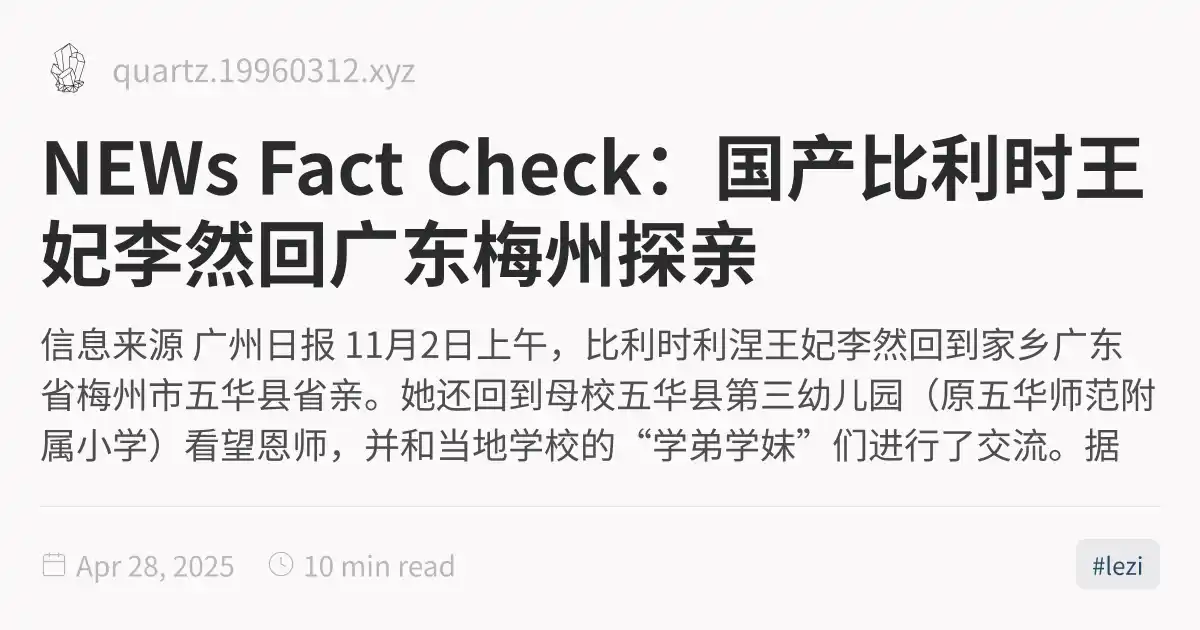 quartz.19960312.xyz
NEWs Fact Check：国产比利时王
妃李然回广东梅州探亲
信息来源 广州日报 11月2日上午，比利时利涅王妃李然回到家乡广东
省梅州市五华县省亲。她还回到母校五华县第三幼儿园（原五华师范附
属小学）看望恩师，并和当地学校的“学弟学妹”们进行了交流。据
Apr 28, 2025
10 min read
#lezi